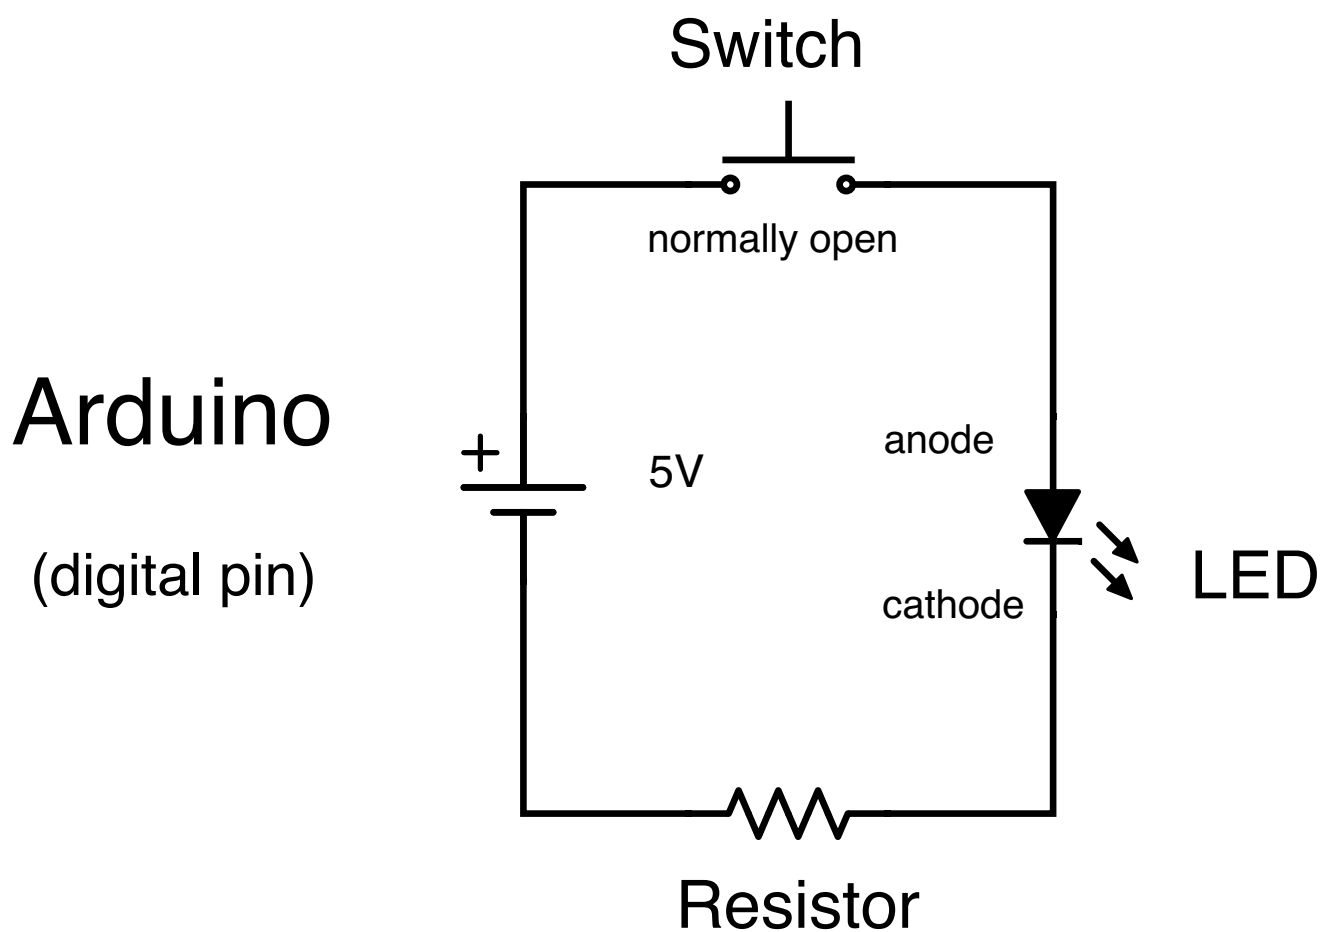 Switch
normally open
Arduino
+
5V
anode
(digital pin)
cathode
LED
Resistor